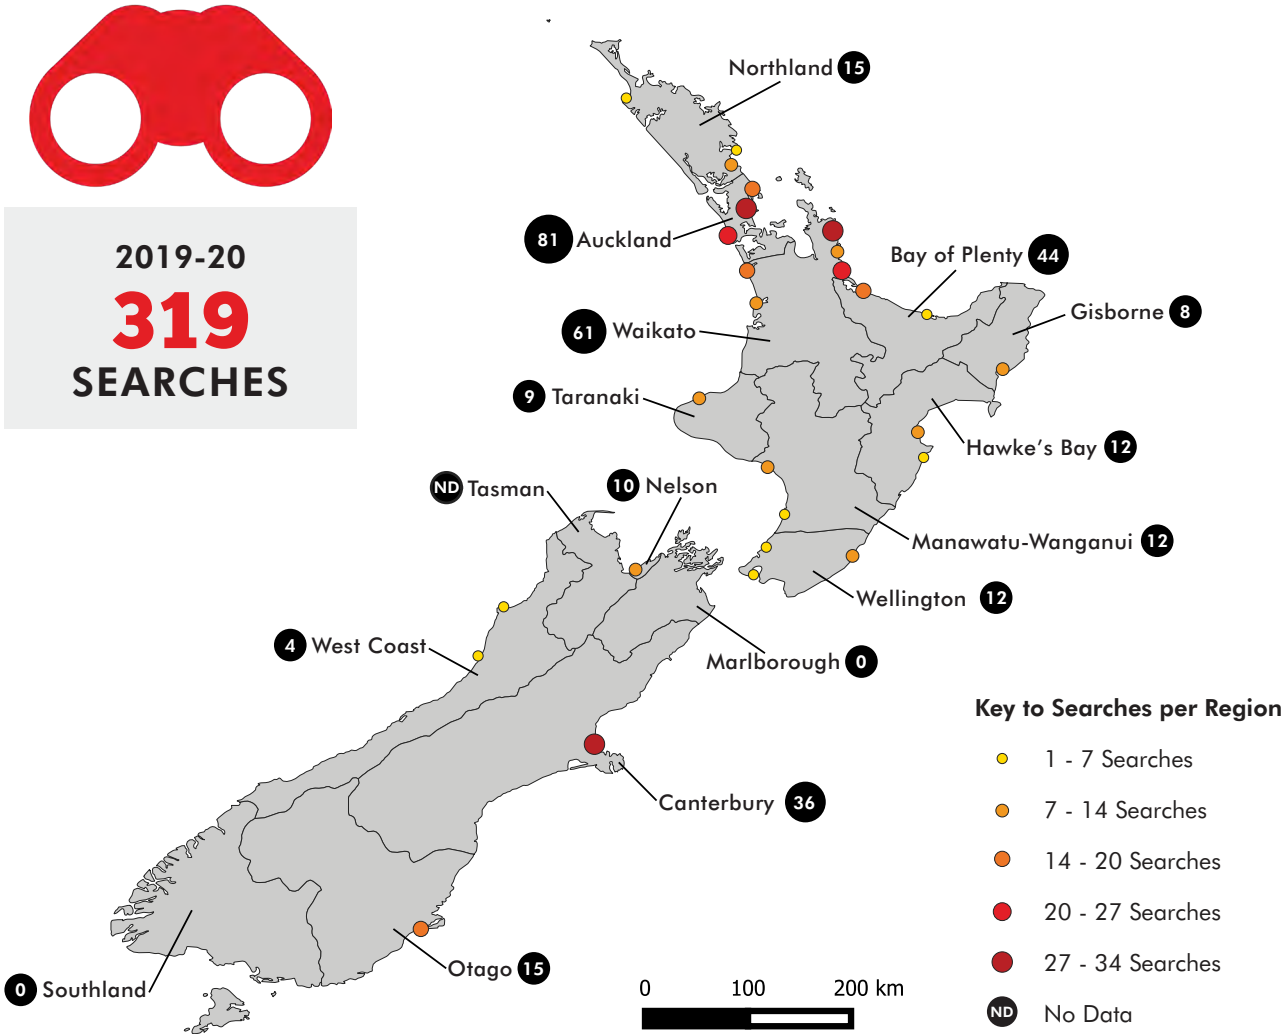 2019-20
319
SEARCHES
Northland 15
81 Auckland
Bay of Plenty 44
Gisborne 8
61 Waikato
9 Taranaki
Hawke's Bay 12
ND Tasman
10 Nelson
Manawatu-Wanganui 12
Wellington 12
4 West Coast
Marlborough 0
Canterbury 36
Otago 15
0 Southland
Key to Searches per Region
1 - 7 Searches
7 - 14 Searches
14 - 20 Searches
20 - 27 Searches
27 - 34 Searches
ND No Data
0 100 200 km